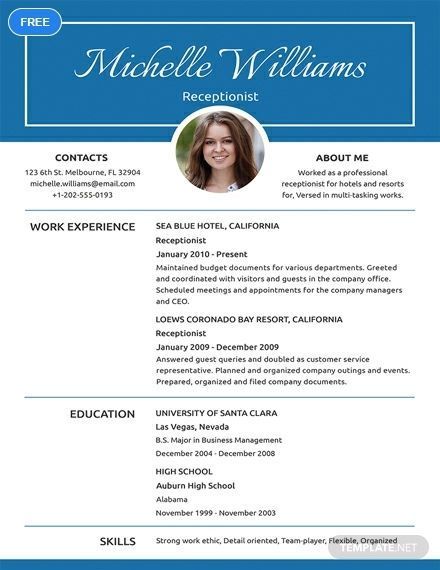 FREE
Michelle Williams
Receptionist
CONTACTS
123 6th St. Melbourne, FL 32904
michelle.williams@email.com
+1-202-555-0193
ABOUT ME
Worked as a professional
receptionist for hotels and resorts
for, Versed in multi-tasking works.
WORK EXPERIENCE
SEA BLUE HOTEL, CALIFORNIA
Receptionist
January 2010 - Present
Maintained budget documents for various departments. Greeted
and coordinated with visitors and guests in the company office.
Scheduled meetings and appointments for the company managers
and CEO.
LOEWS CORONADO BAY RESORT, CALIFORNIA
Receptionist
January 2009 - December 2009
Answered guest queries and doubled as customer service
representative. Planned and organized company outings and events.
Prepared, organized and filed company documents.
EDUCATION
UNIVERSITY OF SANTA CLARA
Las Vegas, Nevada
B.S. Major in Business Management
December 2004 - December 2008
HIGH SCHOOL
Auburn High School
Alabama
November 1999 - November 2003
SKILLS
Strong work ethic, Detail oriented, Team-player, Flexible, Organized
TEMPLATE.NET